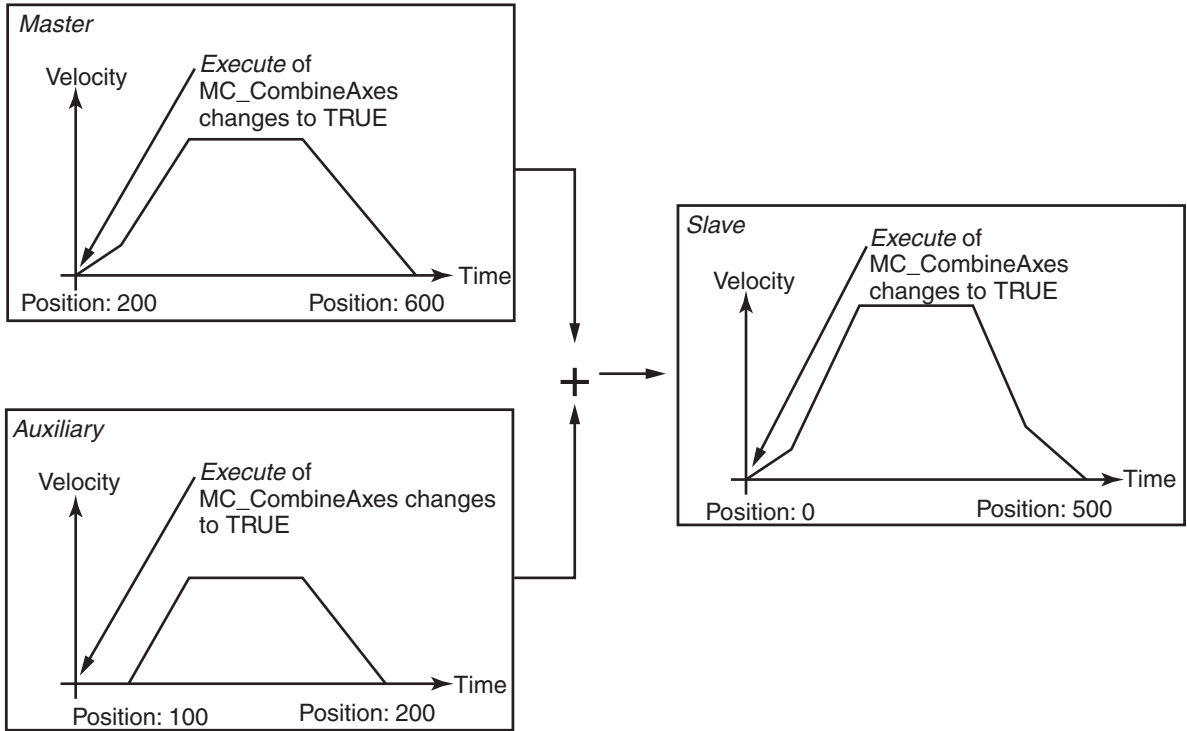 Master
Velocity
Execute of
MC_CombineAxes
changes to TRUE
Time
Position: 200
Position: 600
+
Auxiliary
Velocity
Execute of
MC_CombineAxes changes
to TRUE
Time
Position: 100
Position: 200
Slave
Velocity
Execute of
MC_CombineAxes
changes to TRUE
Time
Position: 0
Position: 500